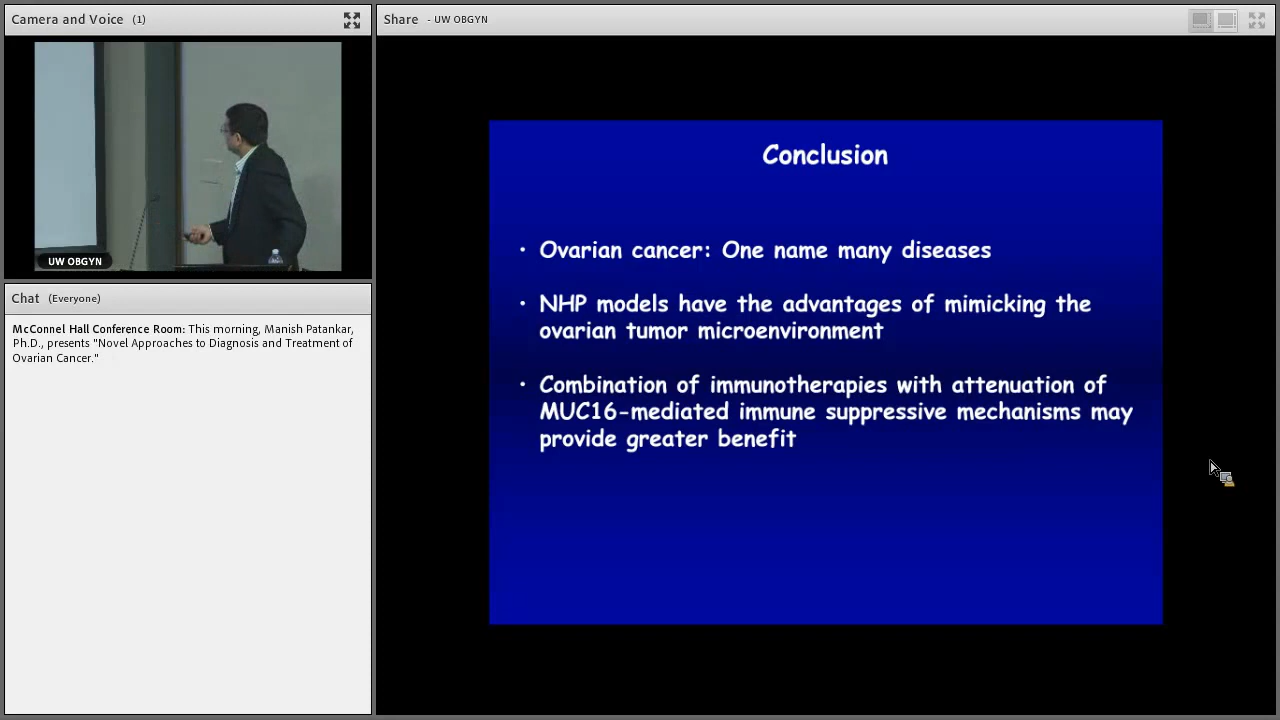 Camera and Voice (1)
UW OBGYN
Chat (Everyone)
McConnel Hall Conference Room: This morning, Manish Patankar,
Ph.D., presents "Novel Approaches to Diagnosis and Treatment of
Ovarian Cancer."
Share - UW OBGYN
Conclusion
• Ovarian cancer: One name many diseases
• NHP models have the advantages of mimicking the
ovarian tumor microenvironment
• Combination of immunotherapies with attenuation of
MUC16-mediated immune suppressive mechanisms may
provide greater benefit